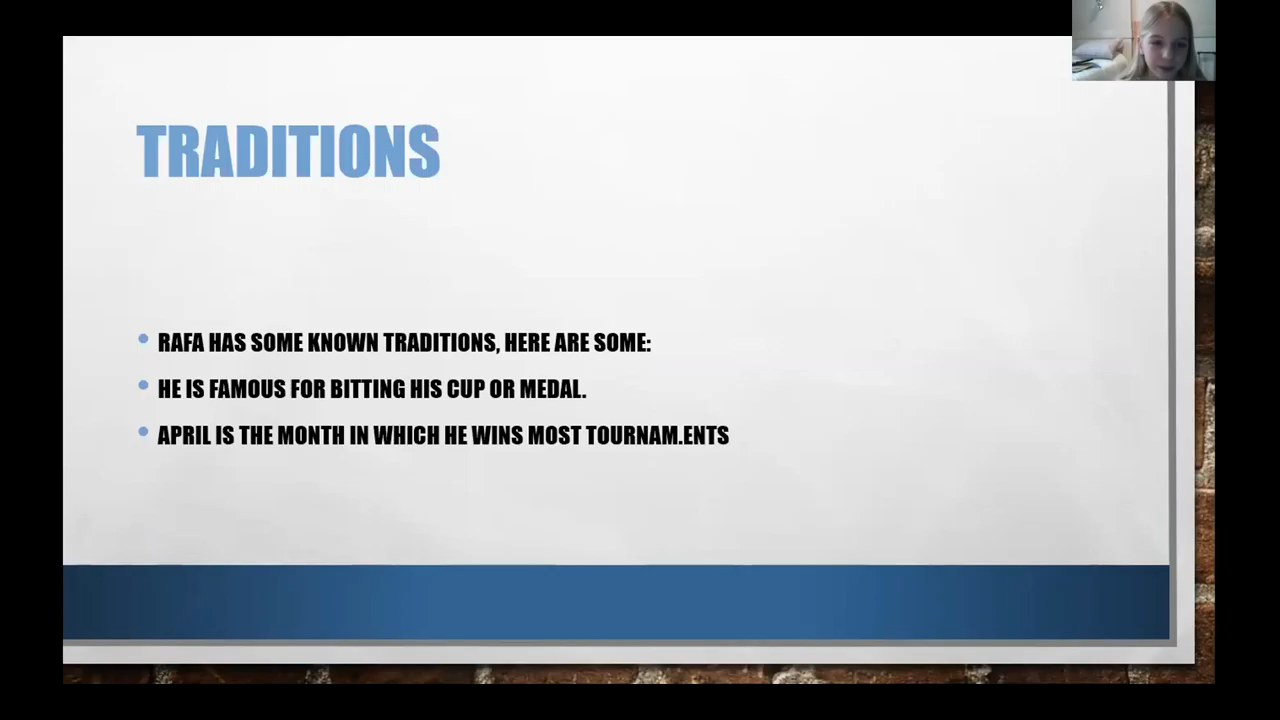 TRADITIONS
RAFA HAS SOME KNOWN TRADITIONS, HERE ARE SOME:
HE IS FAMOUS FOR BITTING HIS CUP OR MEDAL.
APRIL IS THE MONTH IN WHICH HE WINS MOST TOURNAM.ENTS